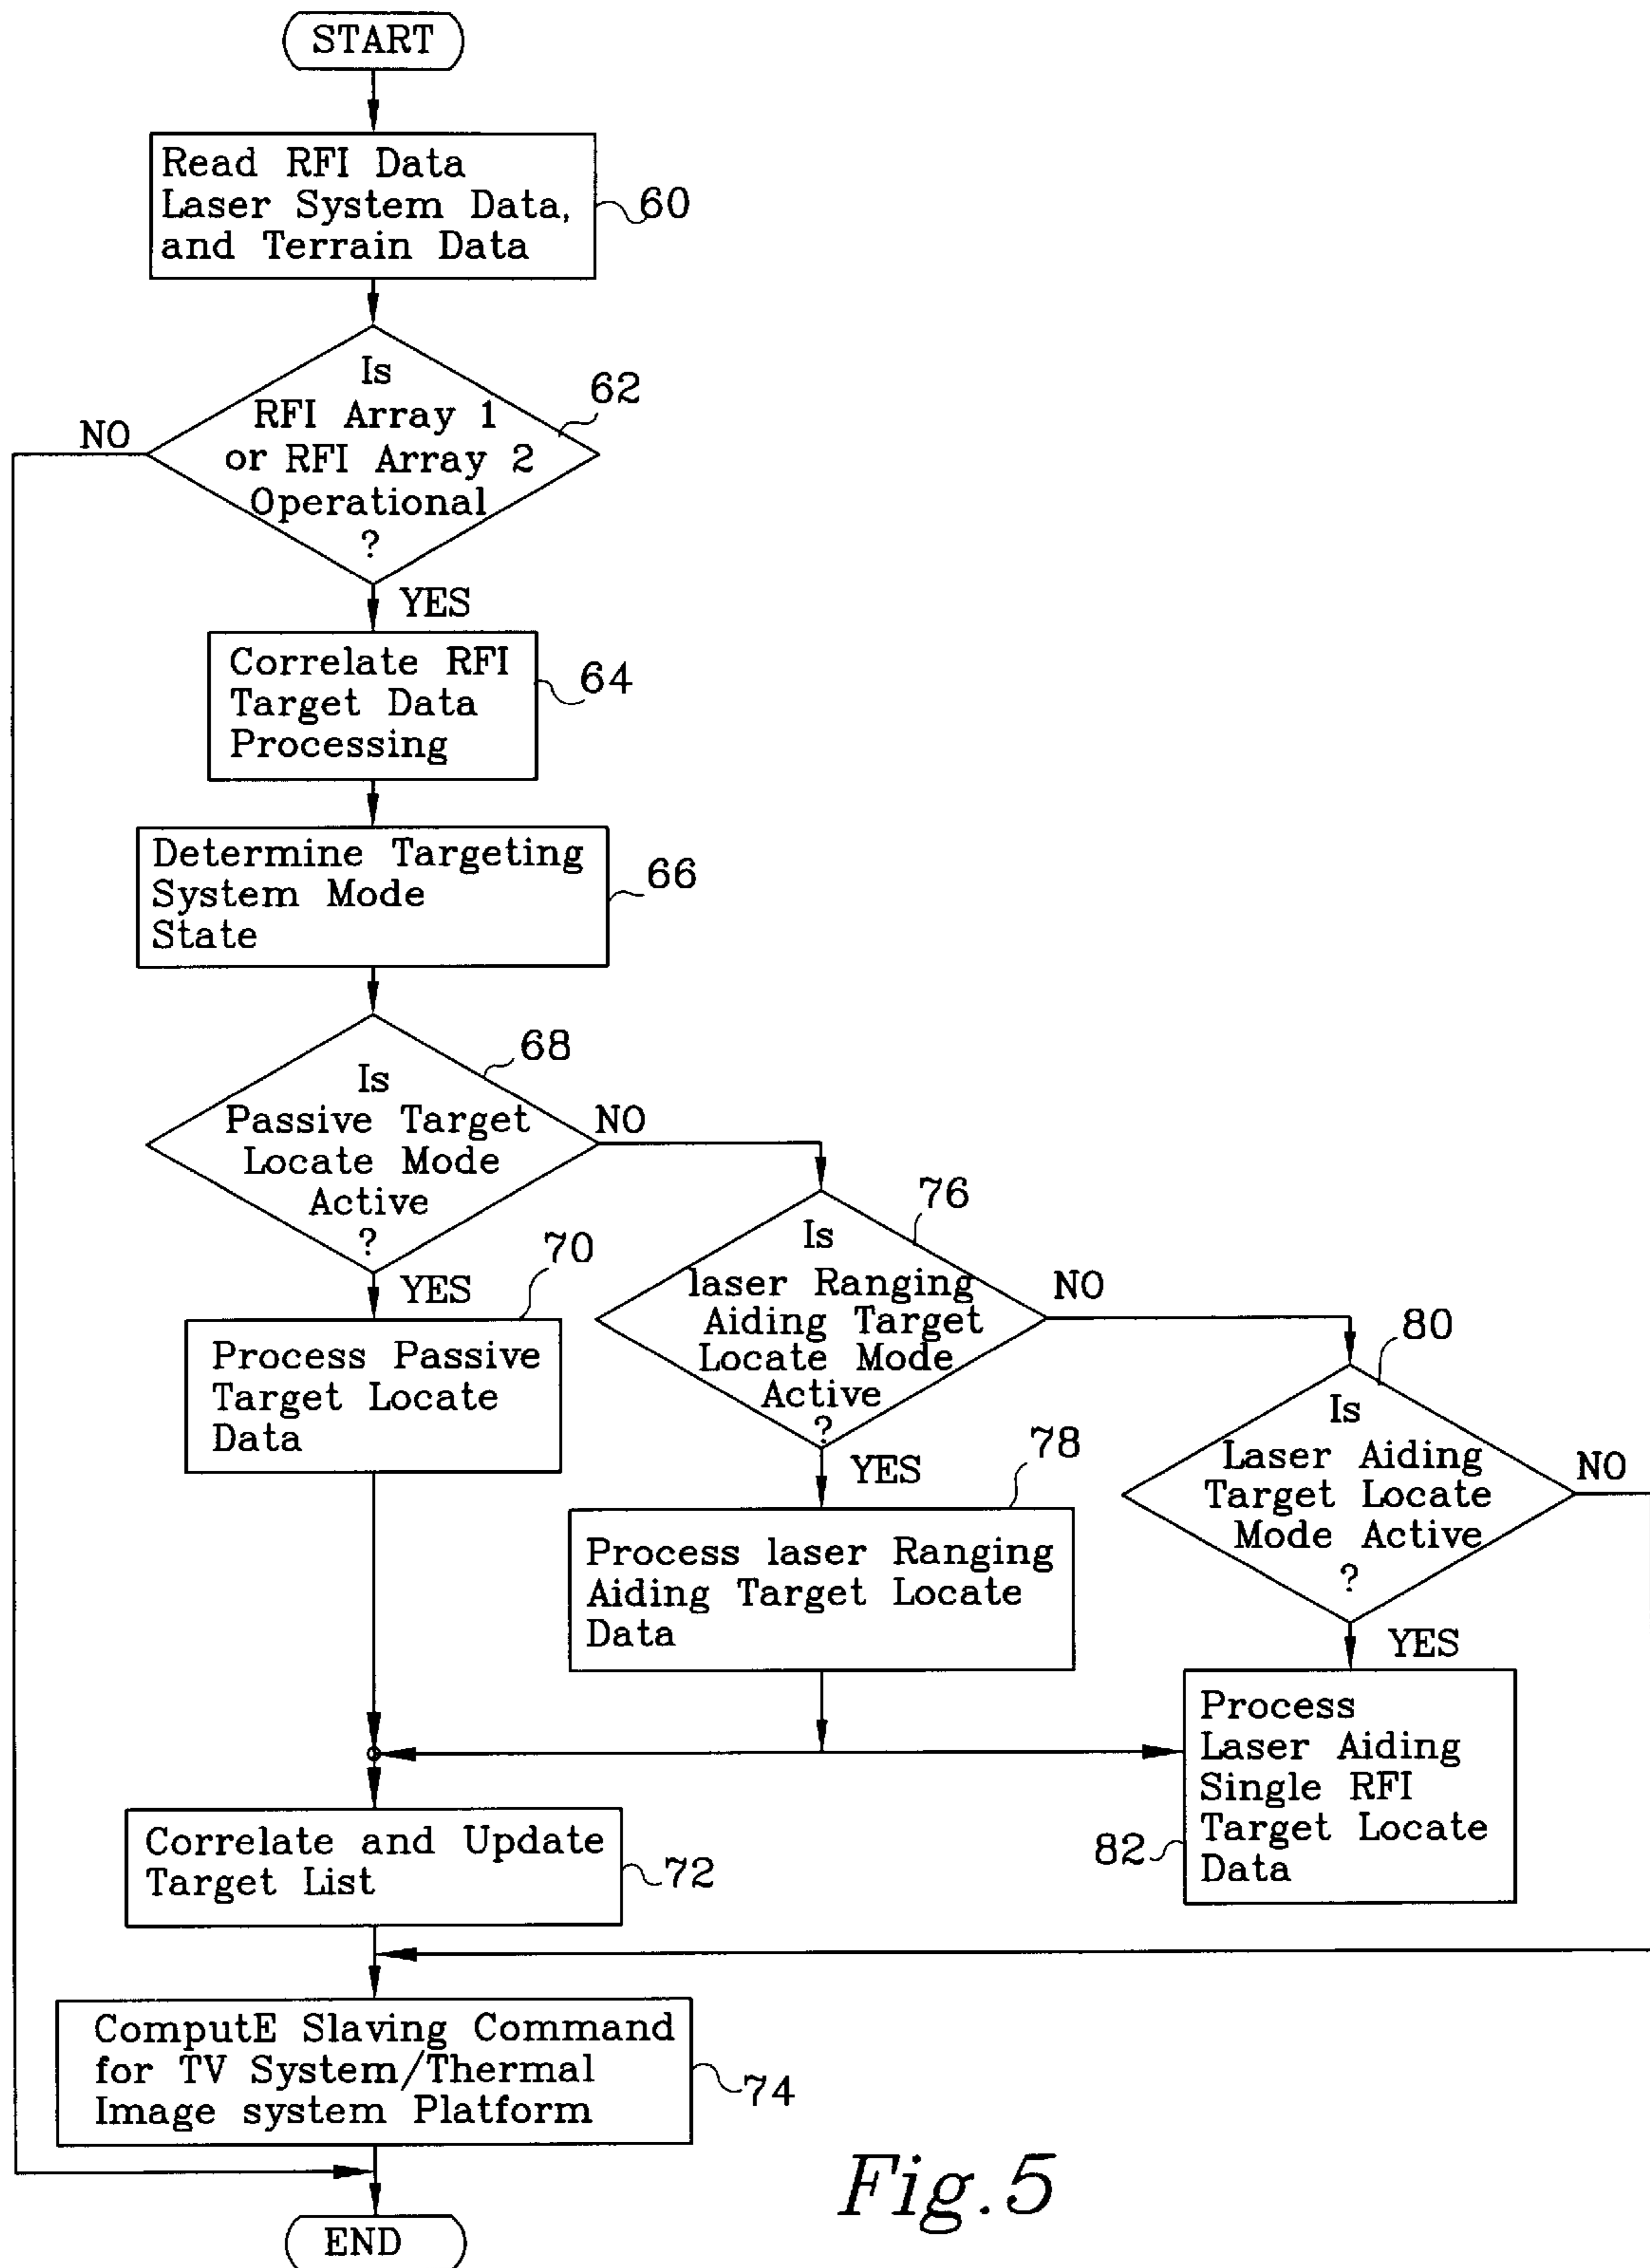 START
Read RFI Data
Laser System Data,
and Terrain Data
60
Is
RFI Array 1
or RFI Array 2
Operational
?
62
NO
YES
Correlate RFI
Target Data
Processing
64
Determine Targeting
System Mode
State
66
Is
Passive Target
Locate Mode
Active
?
68
NO
YES
Process Passive
Target Locate
Data
70
Is
laser Ranging
Aiding Target
Locate Mode
Active
?
76
NO
YES
Process laser Ranging
Aiding Target Locate
Data
78
Is
Laser Aiding
Target Locate
Mode Active
?
80
NO
YES
Process
Laser Aiding
Single RFI
Target Locate
Data
82
Correlate and Update
Target List
72
ComputE Slaving Command
for TV System/Thermal
Image system Platform
74
END
Fig.5